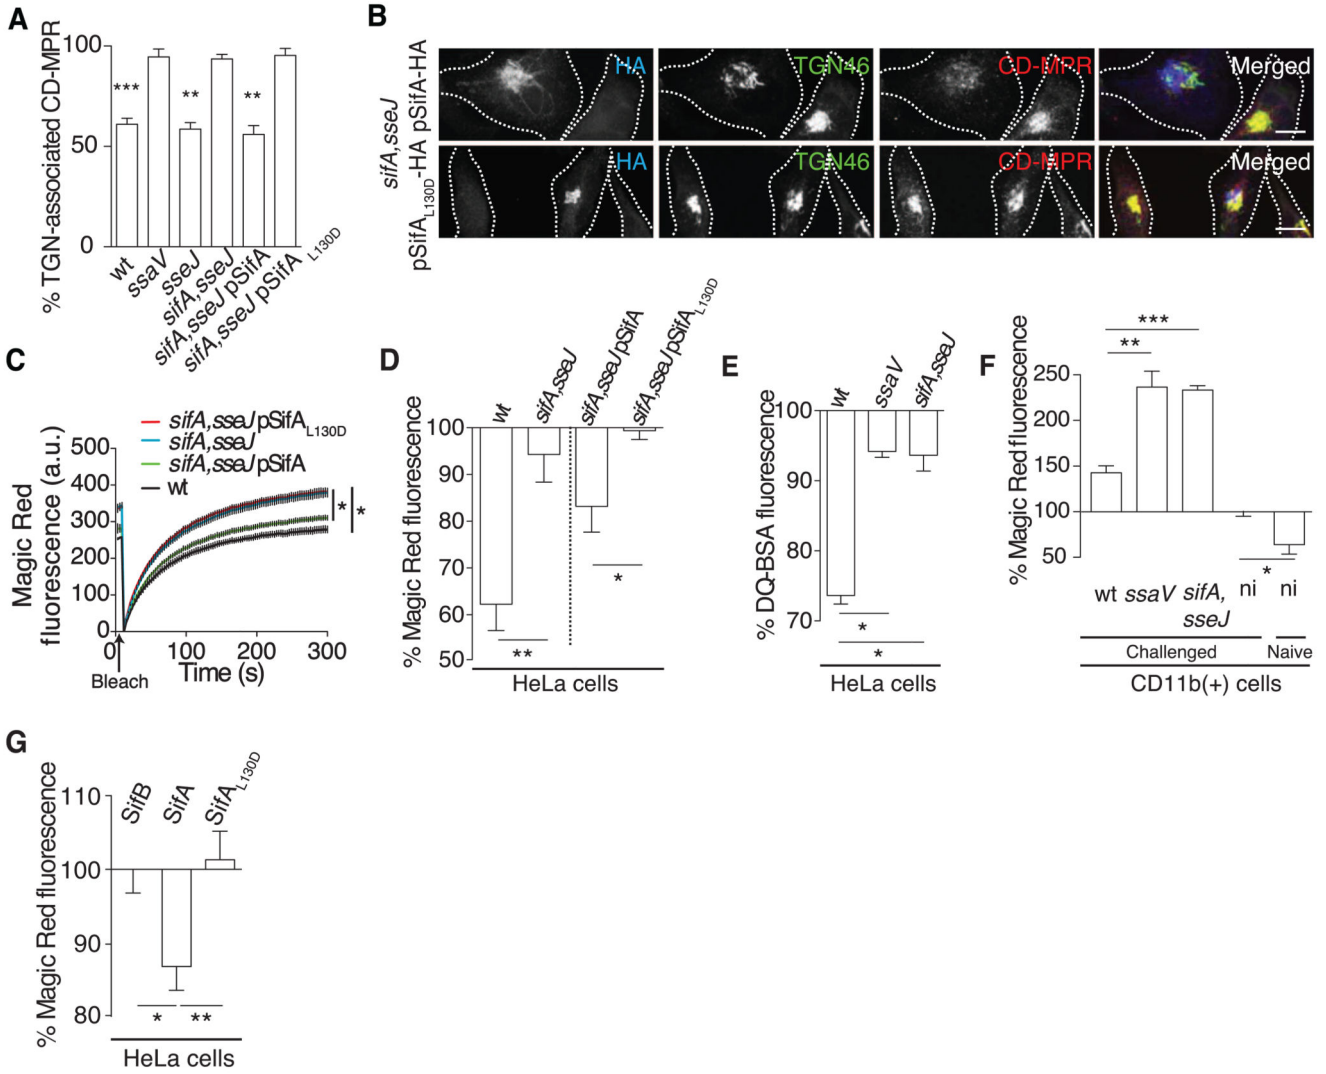 A
% TGN-associated CD-MPR
100
50
0
***
**
**
wt
ssaV
sseJ
sifA,sseJ
sifA,sseJ pSifA
sifA,sseJ pSifA L130D
B
sifA,sseJ
pSifA-HA
pSifAL130D-HA
HA
TGN46
CD-MPR
Merged
HA
TGN46
CD-MPR
Merged
C
sifA,sseJ pSifAL130D
sifA,sseJ
sifA,sseJ pSifA
wt
Magic Red
fluorescence (a.u.)
500
400
300
200
100
0
* *
0 100 200 300
Time (s)
Bleach
D
wt
sifA,sseJ
sifA,sseJ pSifA
sifA,sseJ pSifAL130D
% Magic Red fluorescence
100
90
80
70
60
50
*
**
HeLa cells
E
wt
ssaV
sifA,sseJ
% DQ-BSA fluorescence
100
90
80
70
*
*
HeLa cells
F
% Magic Red fluorescence
250
200
150
100
50
***
**
*
wt ssaV sifA, ni ni
sseJ
Challenged Naive
CD11b(+) cells
G
SifB
SifA
SifAL130D
% Magic Red fluorescence
110
100
90
80
* **
HeLa cells